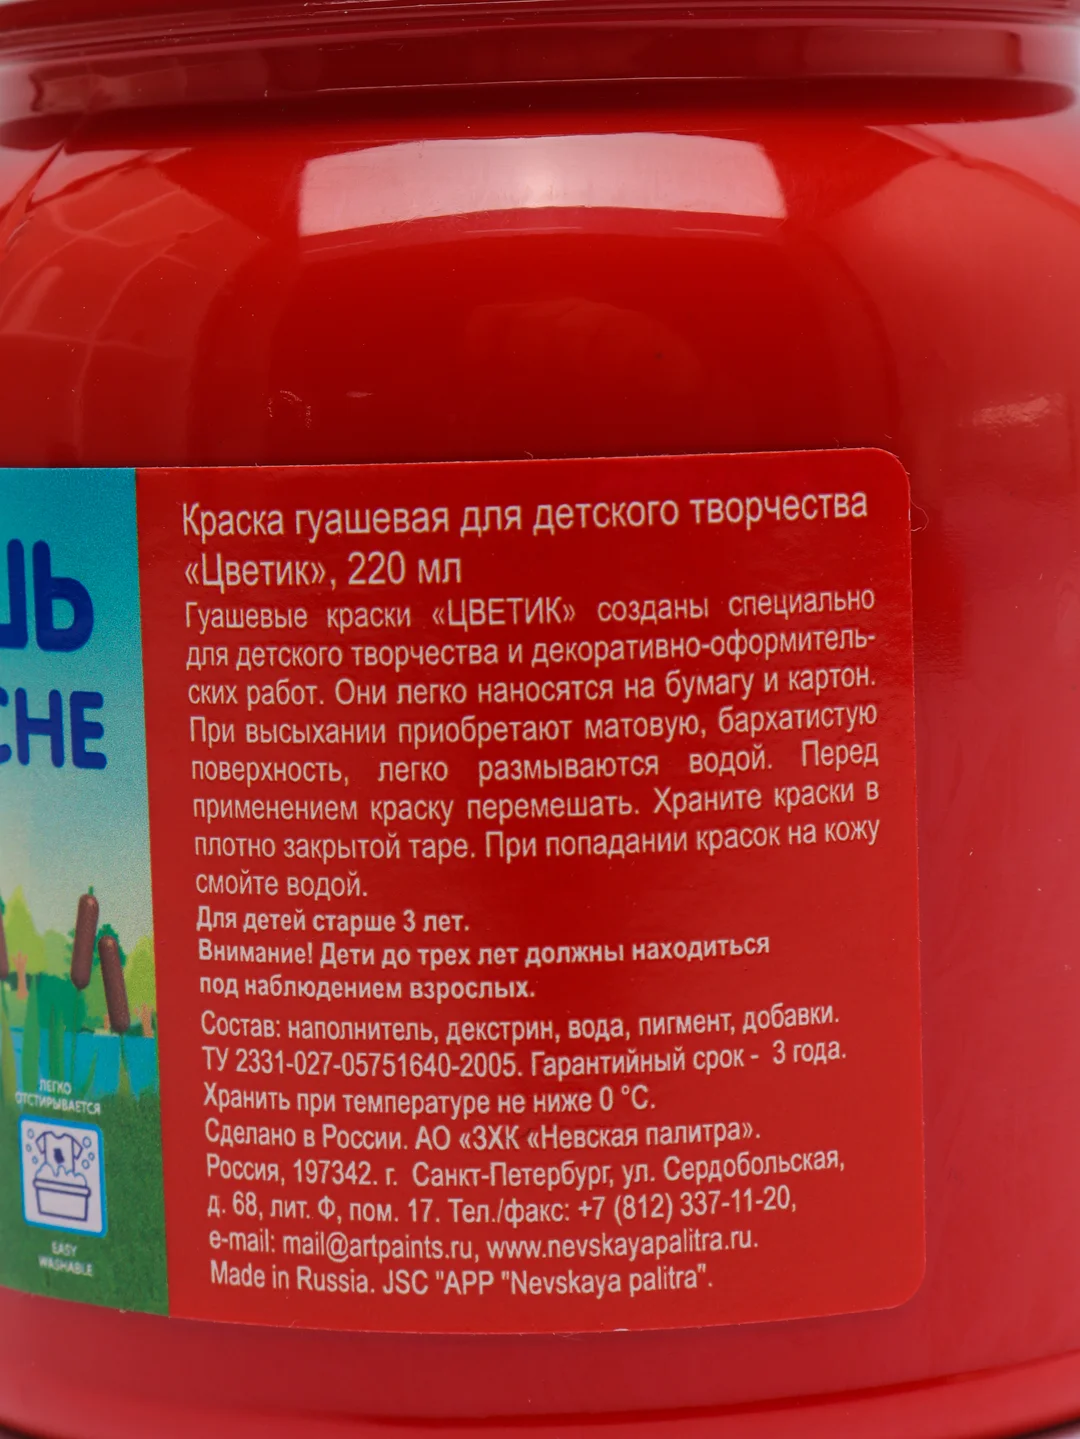 Краска гуашевая для детского творчества
«Цветик», 220 мл
Гуашевые краски «ЦВЕТИК» созданы специально
для детского творчества и декоративно-оформитель-
ских работ. Они легко наносятся на бумагу и картон.
При высыхании приобретают матовую, бархатистую
поверхность, легко размываются водой. Перед
применением краску перемешать. Храните краски в
плотно закрытой таре. При попадании красок на кожу
смойте водой.
Для детей старше 3 лет.
Внимание! Дети до трех лет должны находиться
под наблюдением взрослых.
Состав: наполнитель, декстрин, вода, пигмент, добавки.
ТУ 2331-027-05751640-2005. Гарантийный срок - 3 года.
Хранить при температуре не ниже 0 °С.
Сделано в России. АО «ЗХК «Невская палитра».
Россия, 197342. г. Санкт-Петербург, ул. Сердобольская,
д. 68, лит. Ф, пом. 17. Тел./факс: +7 (812) 337-11-20,
e-mail: mail@artpaints.ru, www.nevskayapalitra.ru.
Made in Russia. JSC "APP "Nevskaya palitra".
ЛЕГКО
ОТСТИРЫВАЕТСЯ
EASY
WASHABLE